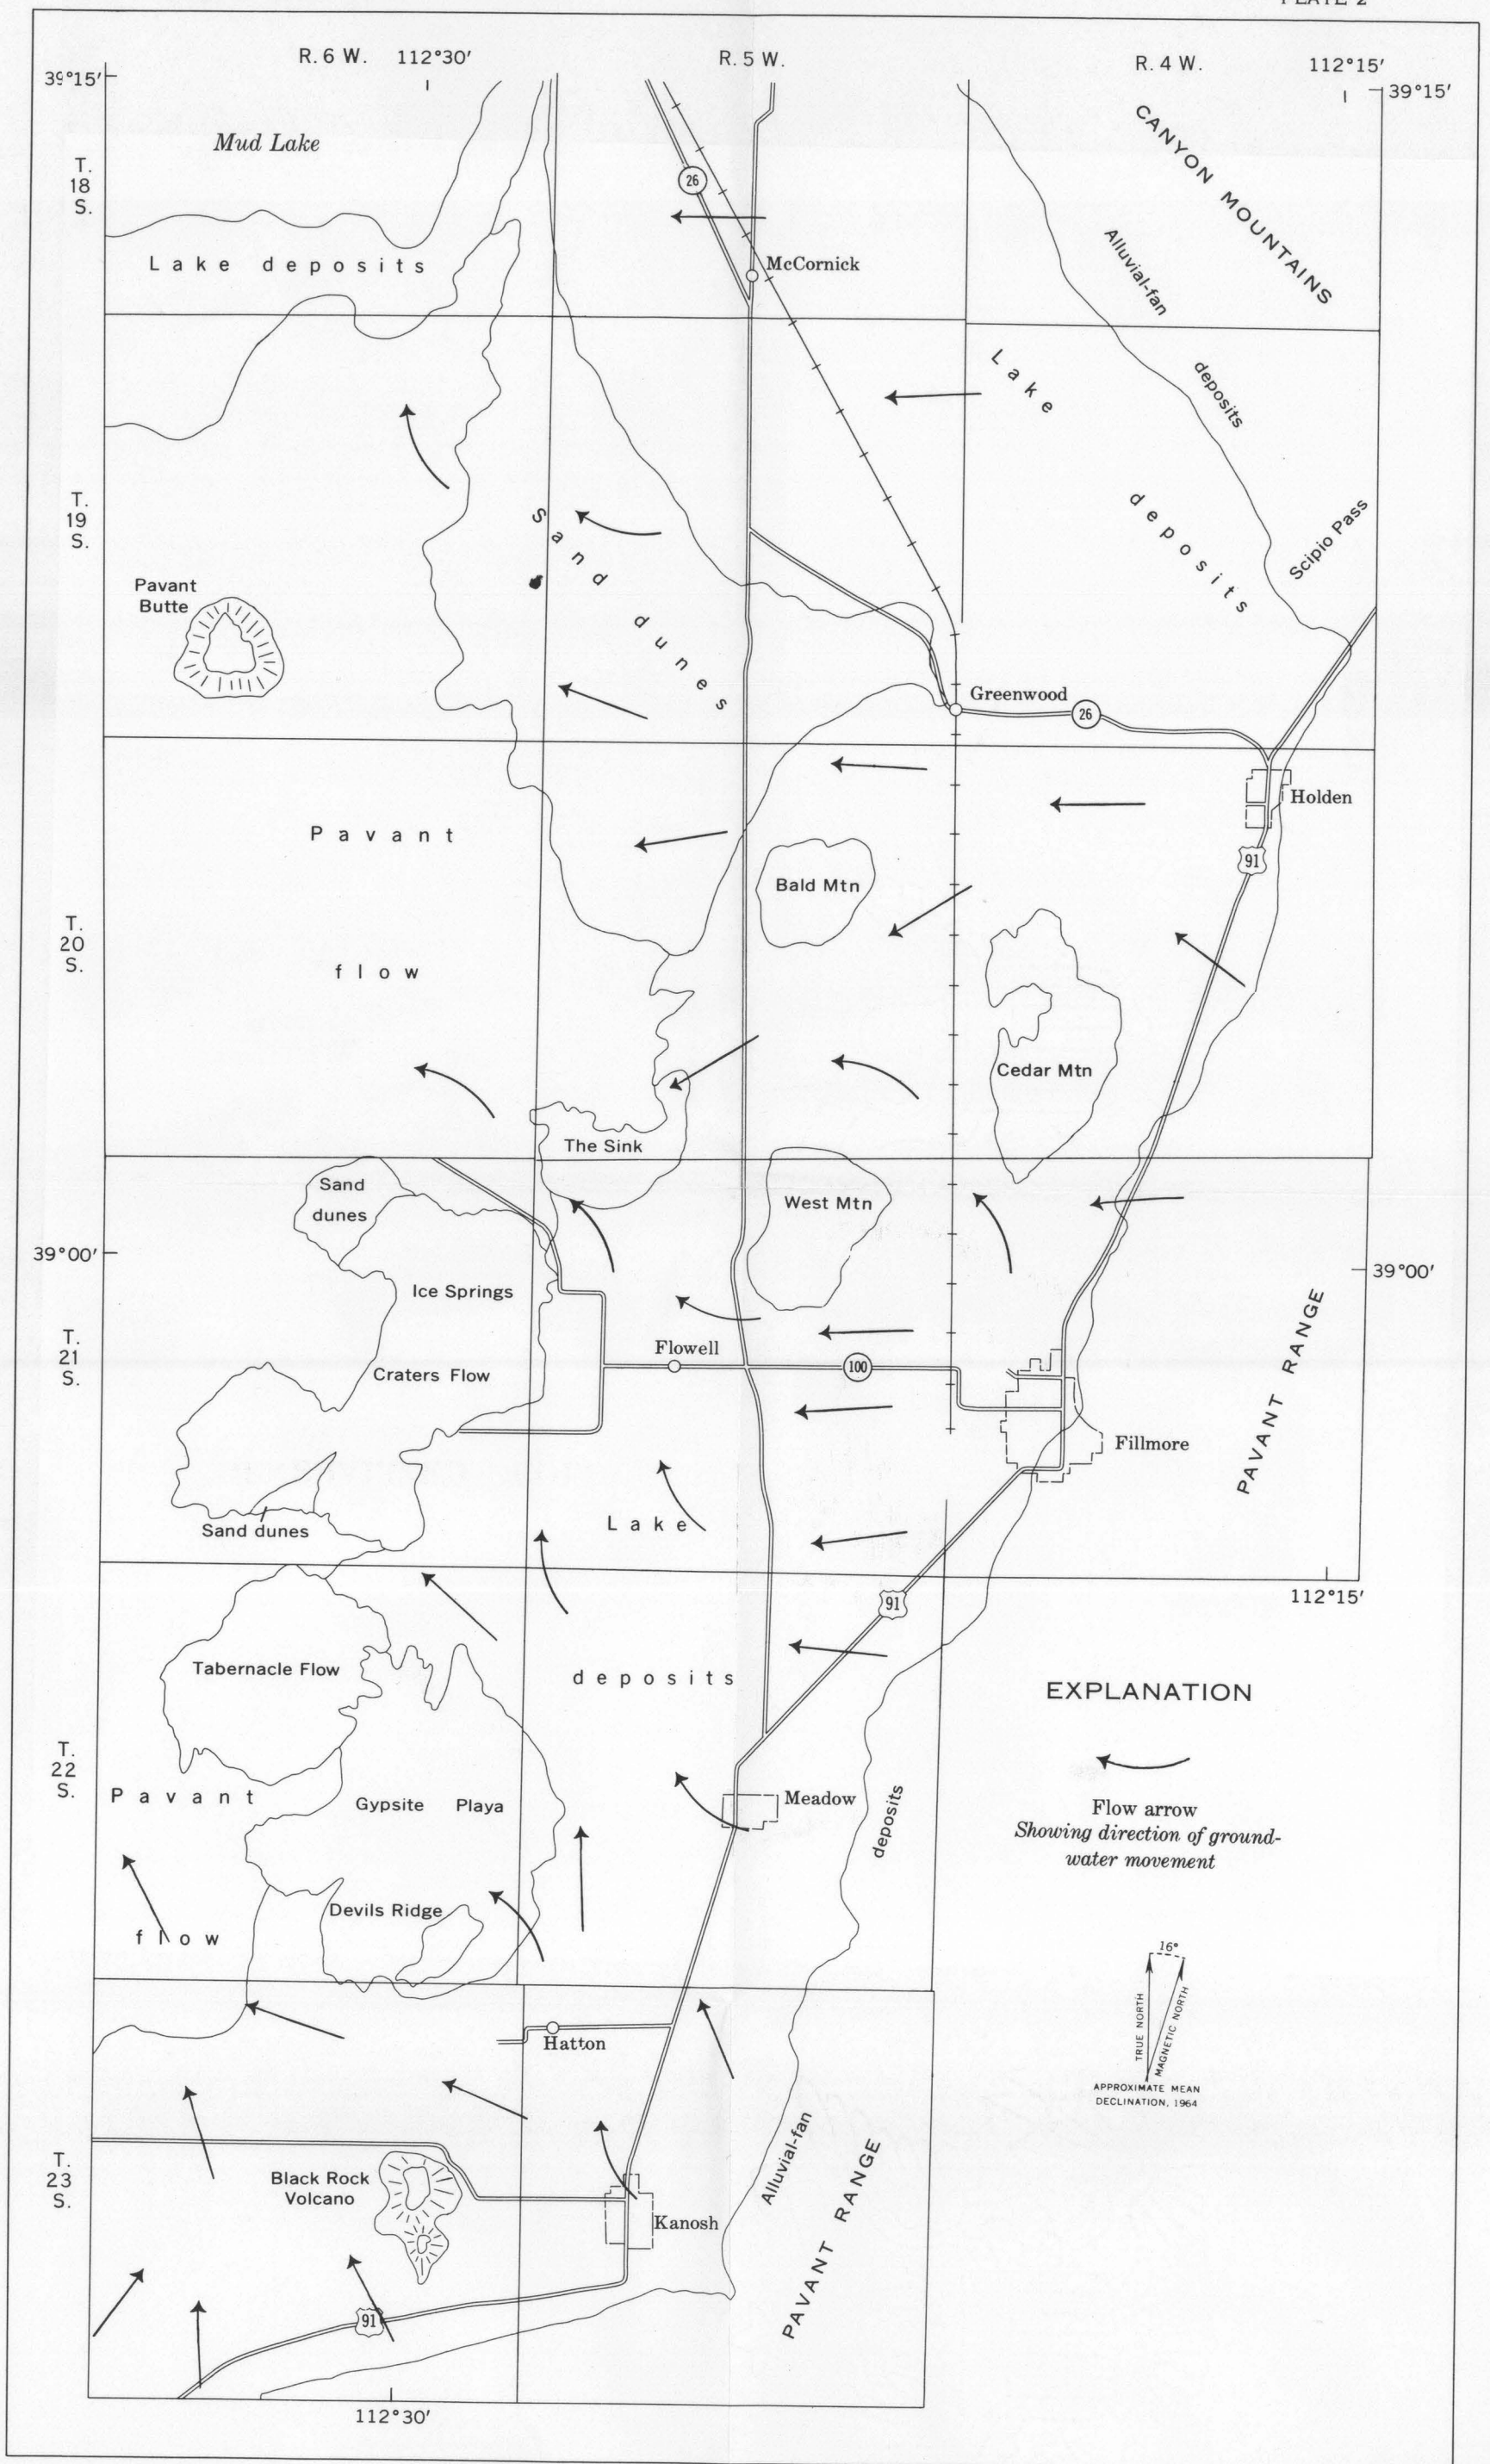 PLATE 2
R. 6 W. 112°30′ R. 5 W. R. 4 W. 112°15′
39°15′ 39°15′
CANYON MOUNTAINS
Mud Lake
T.
18
S.
26
Alluvial-fan
Lake deposits
McCornick
Lake
deposits
T.
19
S.
Sand dunes
deposits
Scipio Pass
Pavant
Butte
Greenwood
26
Holden
Pavant
91
Bald Mtn
T.
20
S.
flow
Cedar Mtn
The Sink
Sand
dunes
West Mtn
39°00′ 39°00′
Ice Springs
PAVANT RANGE
T.
21
S.
Flowell
100
Craters Flow
Fillmore
Lake
Sand dunes
112°15′
91
Tabernacle Flow
deposits
EXPLANATION
T.
22
S.
Pavant
Gypsite Playa
Meadow
deposits
Flow arrow
Showing direction of ground-
water movement
Devils Ridge
flow
16°
TRUE NORTH
MAGNETIC NORTH
APPROXIMATE MEAN
DECLINATION, 1964
Hatton
T.
23
S.
Alluvial-fan
Black Rock
Volcano
Kanosh
PAVANT RANGE
91
112°30′